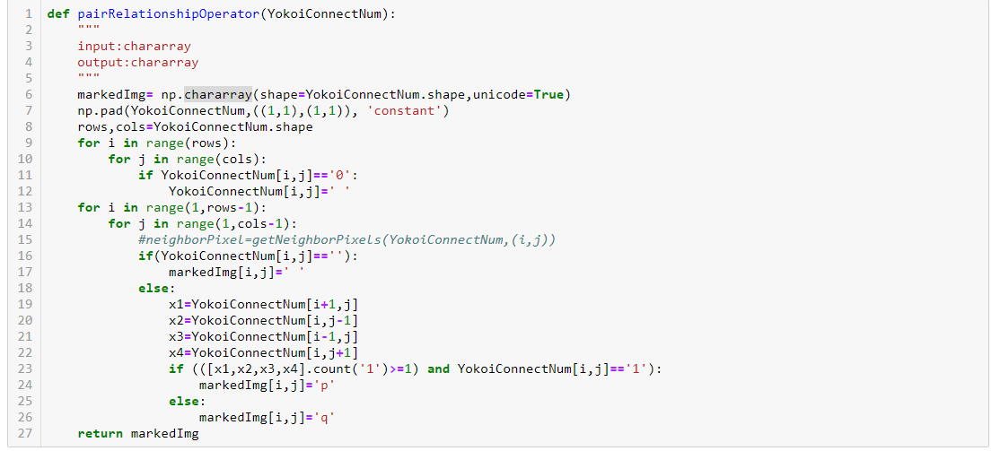 1 def pairRelationshipOperator(YokoiConnectNum):
2     """
3     input:chararray
4     output:chararray
5     """
6     markedImg= np.chararray(shape=YokoiConnectNum.shape,unicode=True)
7     np.pad(YokoiConnectNum,((1,1),(1,1)), 'constant')
8     rows,cols=YokoiConnectNum.shape
9     for i in range(rows):
10         for j in range(cols):
11             if YokoiConnectNum[i,j]=='0':
12                 YokoiConnectNum[i,j]=' '
13     for i in range(1,rows-1):
14         for j in range(1,cols-1):
15             #neighborPixel=getNeighborPixels(YokoiConnectNum,(i,j))
16             if(YokoiConnectNum[i,j]==''):
17                 markedImg[i,j]=' '
18             else:
19                 x1=YokoiConnectNum[i+1,j]
20                 x2=YokoiConnectNum[i,j-1]
21                 x3=YokoiConnectNum[i-1,j]
22                 x4=YokoiConnectNum[i,j+1]
23                 if (([x1,x2,x3,x4].count('1')>=1) and YokoiConnectNum[i,j]=='1'):
24                     markedImg[i,j]='p'
25                 else:
26                     markedImg[i,j]='q'
27     return markedImg